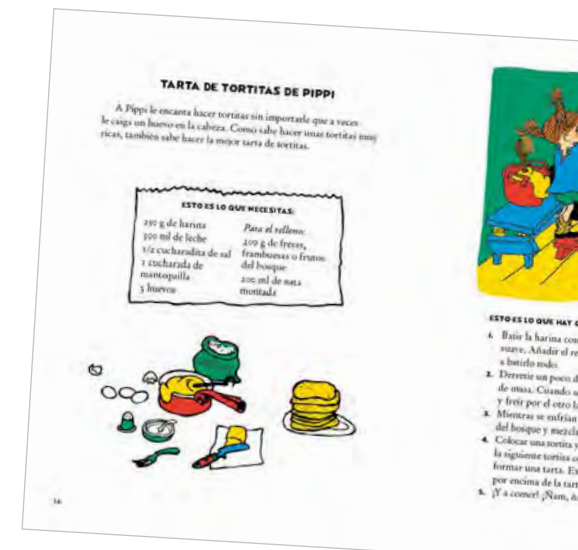 TARTA DE TORTITAS DE PIPPI
A Pippi le encanta hacer tortitas sin importarle que a veces
le caiga un huevo en la cabeza. Como sabe hacer unas tortitas muy
ricas, también sabe hacer la mejor tarta de tortitas.
ESTO ES LO QUE NECESITAS:
250 g de harina
300 ml de leche
1/2 cucharadita de sal
1 cucharada de
mantequilla
3 huevos
Para el relleno:
200 g de fresas,
frambuesas o frutos
del bosque
200 ml de nata
montada
16
ESTO ES LO QUE HAY
1. Batir la harina con
suave. Añadir el
a batirlo todo.
2. Derretir un poco d
de masa. Cuando
y freír por el otro
3. Mientras se enfrían
del bosque y mezcla
4. Colocar una tortita y
la siguiente tortita
formar una tarta.
por encima de la
5. ¡Y a comer! ¡Ñam,